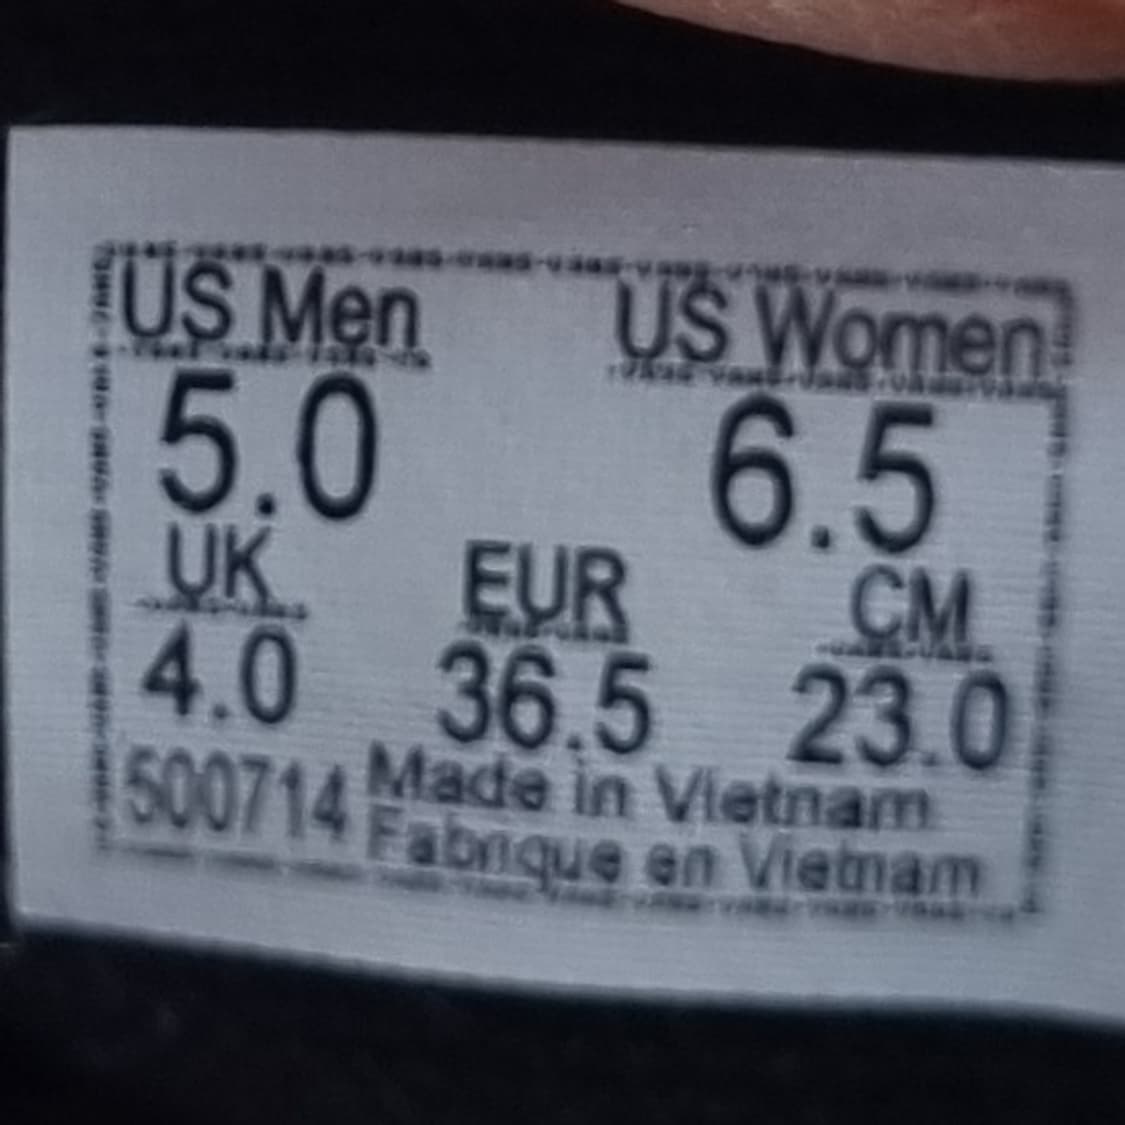 US Men US Women
5.0 6.5
UK EUR CM
4.0 36.5 23.0
500714 Made in Vietnam
Fabrique en Vietnam